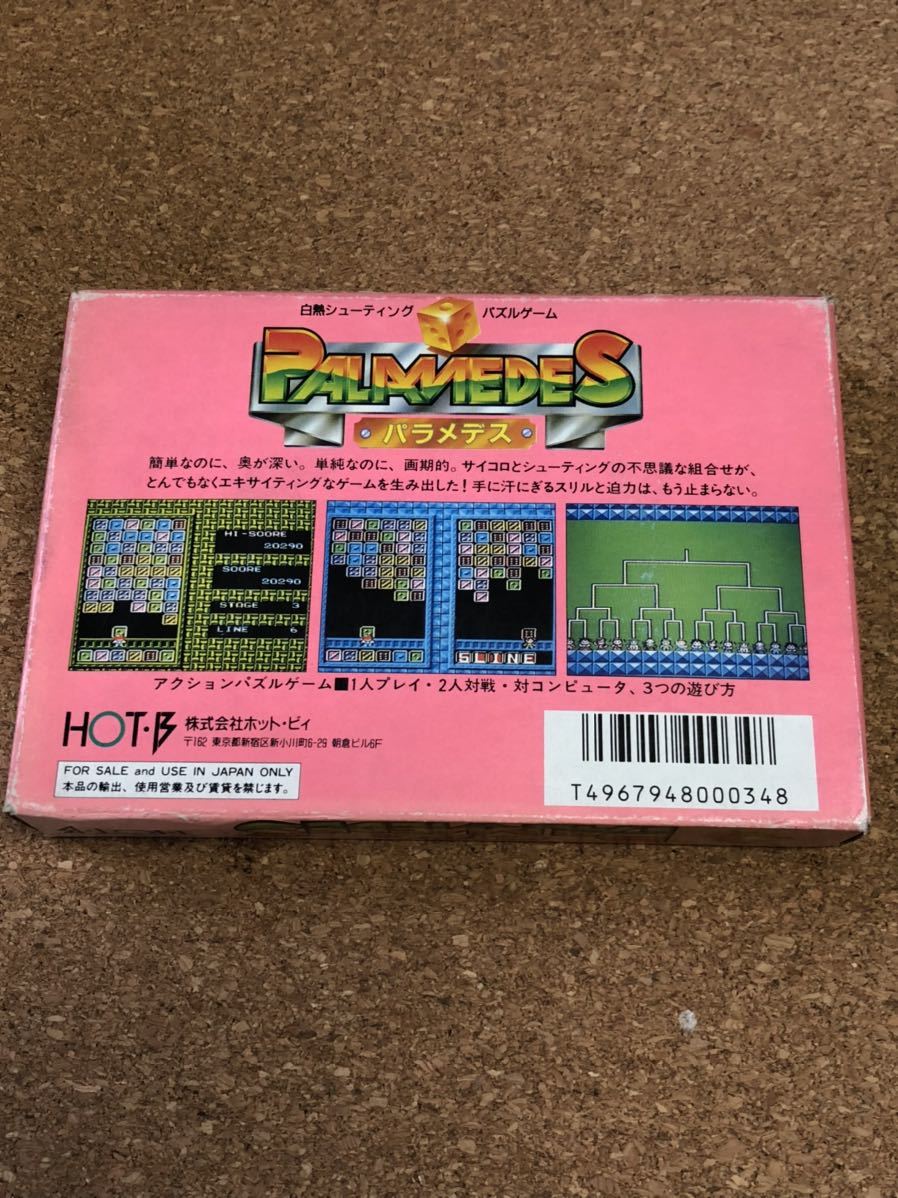 白熱シューティング パズルゲーム
PALAMEDES
パラメデス
簡単なのに、奥が深い。単純なのに、画期的。サイコロとシューティングの不思議な組合せが、
とんでもなくエキサイティングなゲームを生み出した！手に汗にぎるスリルと迫力は、もう止まらない。
HI-SCORE
20290
SCORE
20290
STAGE 3
LINE 6
5LINE
アクションパズルゲーム■1人プレイ・2人対戦・対コンピュータ、3つの遊び方
HOT・B 株式会社ホット・ビィ
〒162 東京都新宿区新小川町6-29 朝倉ビル6F
FOR SALE and USE IN JAPAN ONLY
本品の輸出、使用営業及び賃貸を禁じます。
T4967948000348